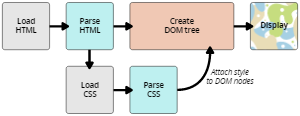 Load
HTML
Parse
HTML
Create
DOM tree
Display
Load
CSS
Parse
CSS
Attach style
to DOM nodes